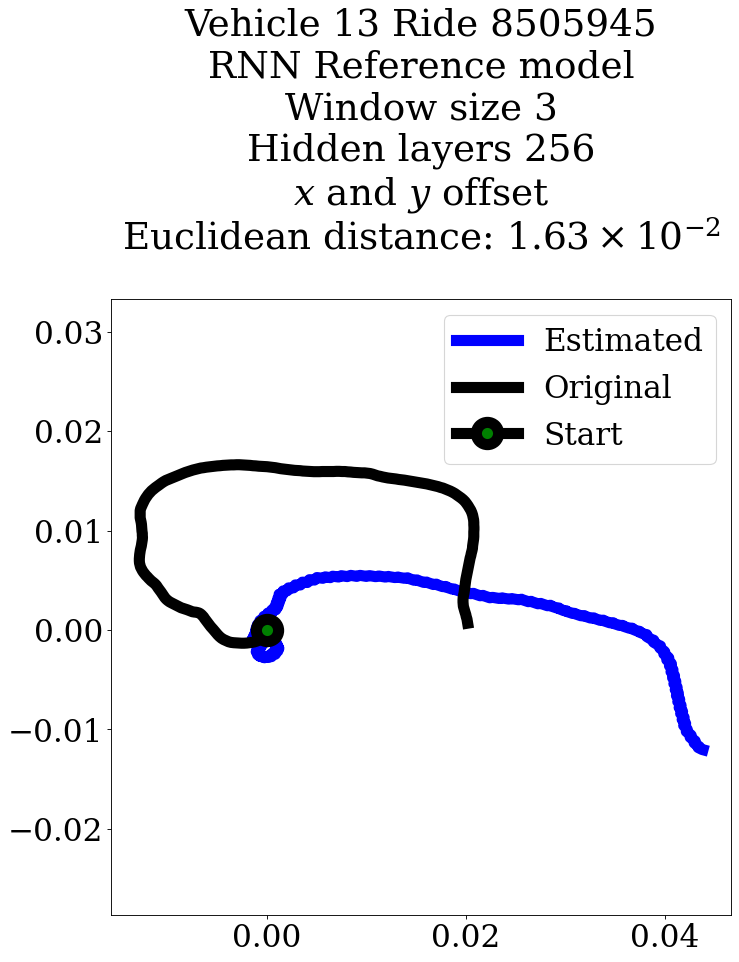 Vehicle 13 Ride 8505945
RNN Reference model
Window size 3
Hidden layers 256
x and y offset
Euclidean distance: 1.63 × 10⁻²
Estimated
Original
Start
0.03
0.02
0.01
0.00
−0.01
−0.02
0.00 0.02 0.04